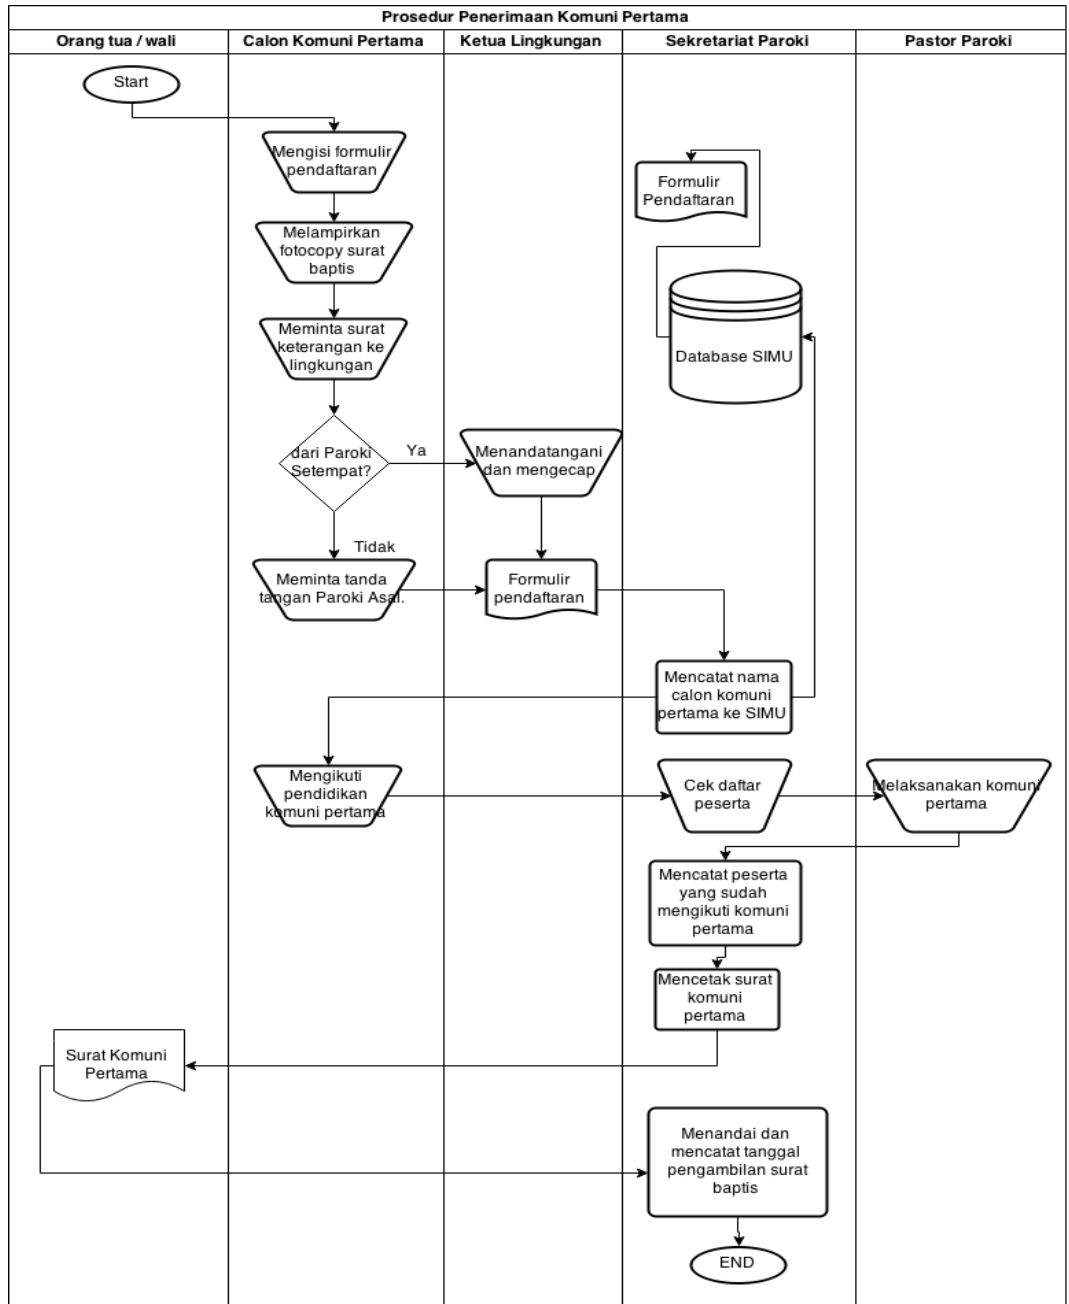 Prosedur Penerimaan Komuni Pertama
Orang tua / wali
Calon Komuni Pertama
Ketua Lingkungan
Sekretariat Paroki
Pastor Paroki
Start
Mengisi formulir
pendaftaran
Melampirkan
fotocopy surat
baptis
Meminta surat
keterangan ke
lingkungan
dari Paroki
Setempat?
Ya
Tidak
Menandatangani
dan mengecap
Meminta tanda
tangan Paroki Asal.
Formulir
pendaftaran
Formulir
Pendaftaran
Database SIMU
Mencatat nama
calon komuni
pertama ke SIMU
Mengikuti
pendidikan
komuni pertama
Cek daftar
peserta
Melaksanakan komuni
pertama
Mencatat peserta
yang sudah
mengikuti komuni
pertama
Mencetak surat
komuni
pertama
Surat Komuni
Pertama
Menandai dan
mencatat tanggal
pengambilan surat
baptis
END